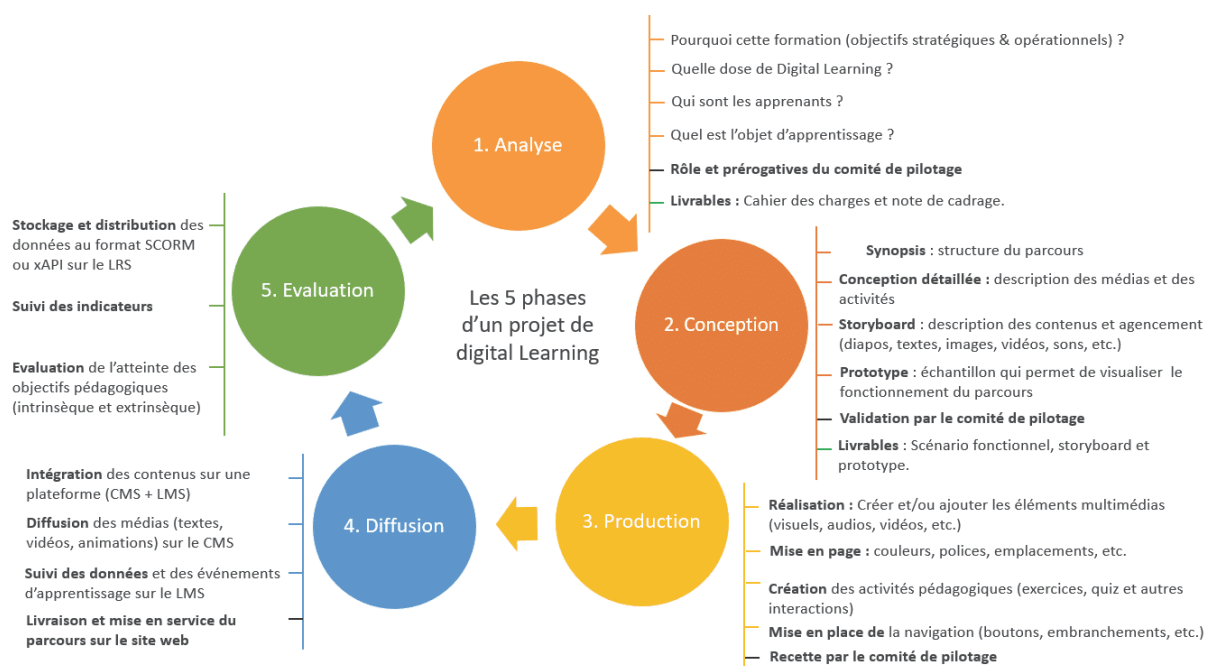 Les 5 phases
d’un projet de
digital Learning
1. Analyse
Pourquoi cette formation (objectifs stratégiques & opérationnels) ?
Quelle dose de Digital Learning ?
Qui sont les apprenants ?
Quel est l’objet d’apprentissage ?
Rôle et prérogatives du comité de pilotage
Livrables : Cahier des charges et note de cadrage.
2. Conception
Synopsis : structure du parcours
Conception détaillée : description des médias et des
activités
Storyboard : description des contenus et agencement
(diapos, textes, images, vidéos, sons, etc.)
Prototype : échantillon qui permet de visualiser le
fonctionnement du parcours
Validation par le comité de pilotage
Livrables : Scénario fonctionnel, storyboard et
prototype.
3. Production
Réalisation : Créer et/ou ajouter les éléments multimédias
(visuels, audios, vidéos, etc.)
Mise en page : couleurs, polices, emplacements, etc.
Création des activités pédagogiques (exercices, quiz et autres
interactions)
Mise en place de la navigation (boutons, embranchements, etc.)
Recette par le comité de pilotage
4. Diffusion
Intégration des contenus sur une
plateforme (CMS + LMS)
Diffusion des médias (textes,
vidéos, animations) sur le CMS
Suivi des données et des événements
d’apprentissage sur le LMS
Livraison et mise en service du
parcours sur le site web
5. Evaluation
Stockage et distribution des
données au format SCORM
ou xAPI sur le LRS
Suivi des indicateurs
Evaluation de l’atteinte des
objectifs pédagogiques
(intrinsèque et extrinsèque)